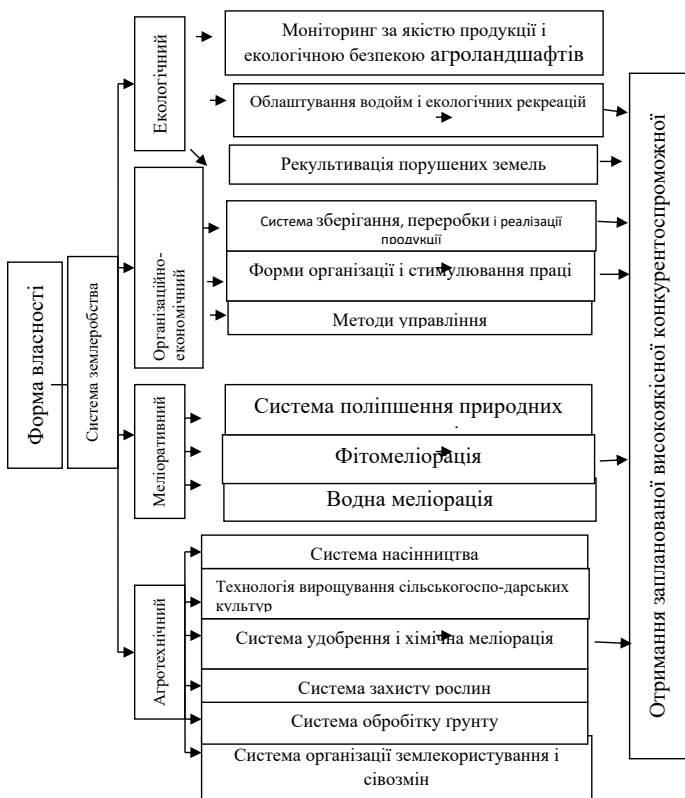 Форма власності
Система землеробства
Екологічний
Моніторинг за якістю продукції і
екологічною безпекою агроландшафтів
Облаштування водойм і екологічних рекреацій
Рекультивація порушених земель
Організаційно-
економічний
Система зберігання, переробки і реалізації
продукції
Форми організації і стимулювання праці
Методи управління
Меліоративний
Система поліпшення природних
Фітомеліорація
Водна меліорація
Агротехнічний
Система насінництва
Технологія вирощування сільськогоспо-дарських
культур
Система удобрення і хімічна меліорація
Система захисту рослин
Система обробітку ґрунту
Система організації землекористування і
сівозмін
Отримання запланованої високоякісної конкурентоспроможної